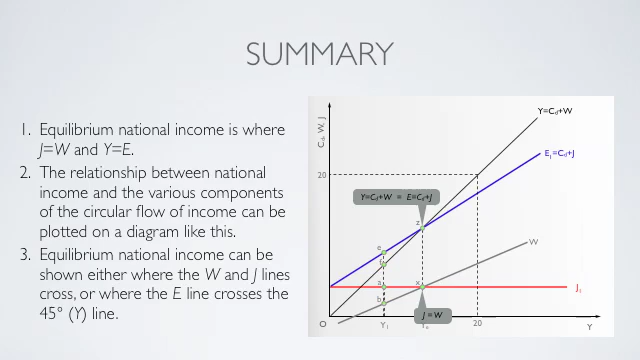 SUMMARY
1. Equilibrium national income is where
J=W and Y=E.
2. The relationship between national
income and the various components
of the circular flow of income can be
plotted on a diagram like this.
3. Equilibrium national income can be
shown either where the W and J lines
cross, or where the E line crosses the
45° (Y) line.
Cd, W, J
Y=Cd+W
E1=Cd+J
20
Y=Cd+W = E=Cd+J
z
e
f
W
a
x
J1
b
J = W
O
Y1
20
Y